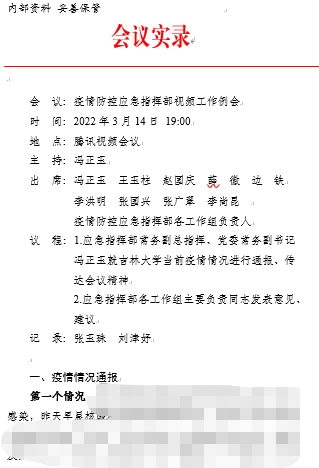 内部资料 妥善保管
会议实录
会 议：疫情防控应急指挥部视频工作例会
时 间：2022年3月14日 19:00
地 点：腾讯视频会议
主 持：冯正玉
出 席：冯正玉 王玉柱 赵国庆 葵 徽 边 铁
李洪明 张国兴 张广翠 李尚昆
疫情防控应急指挥部各工作组负责人
议 程：1.应急指挥部常务副总指挥、党委常务副书记
冯正玉就吉林大学当前疫情情况进行通报、传
达会议精神
2.应急指挥部各工作组主要负责同志发表意见、
建议
记 录：张玉珠 刘津妤
一、疫情情况通报
第一个情况
感染，昨天早晨核